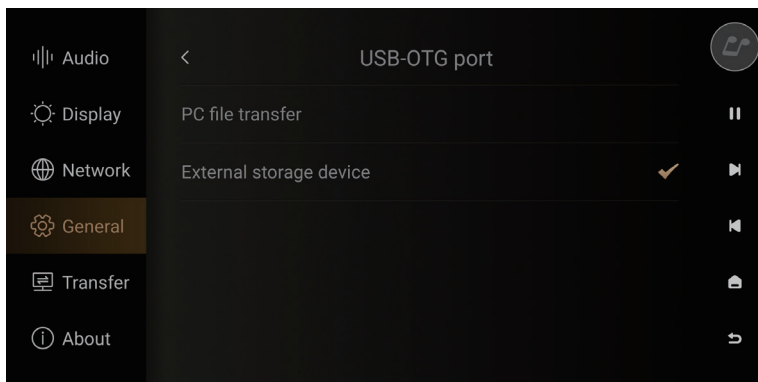 Audio
Display
Network
General
Transfer
About
USB-OTG port
PC file transfer
External storage device